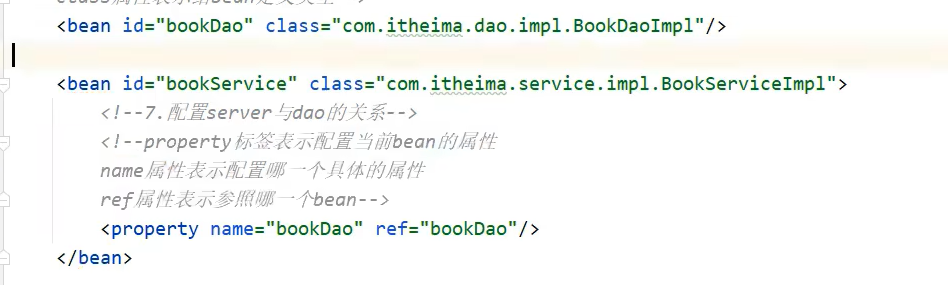 <bean id="bookDao" class="com.itheima.dao.impl.BookDaoImpl"/>
<bean id="bookService" class="com.itheima.service.impl.BookServiceImpl">
<!--7.配置server与dao的关系-->
<!--property标签表示配置当前bean的属性
name属性表示配置哪一个具体的属性
ref属性表示参照哪一个bean-->
<property name="bookDao" ref="bookDao"/>
</bean>